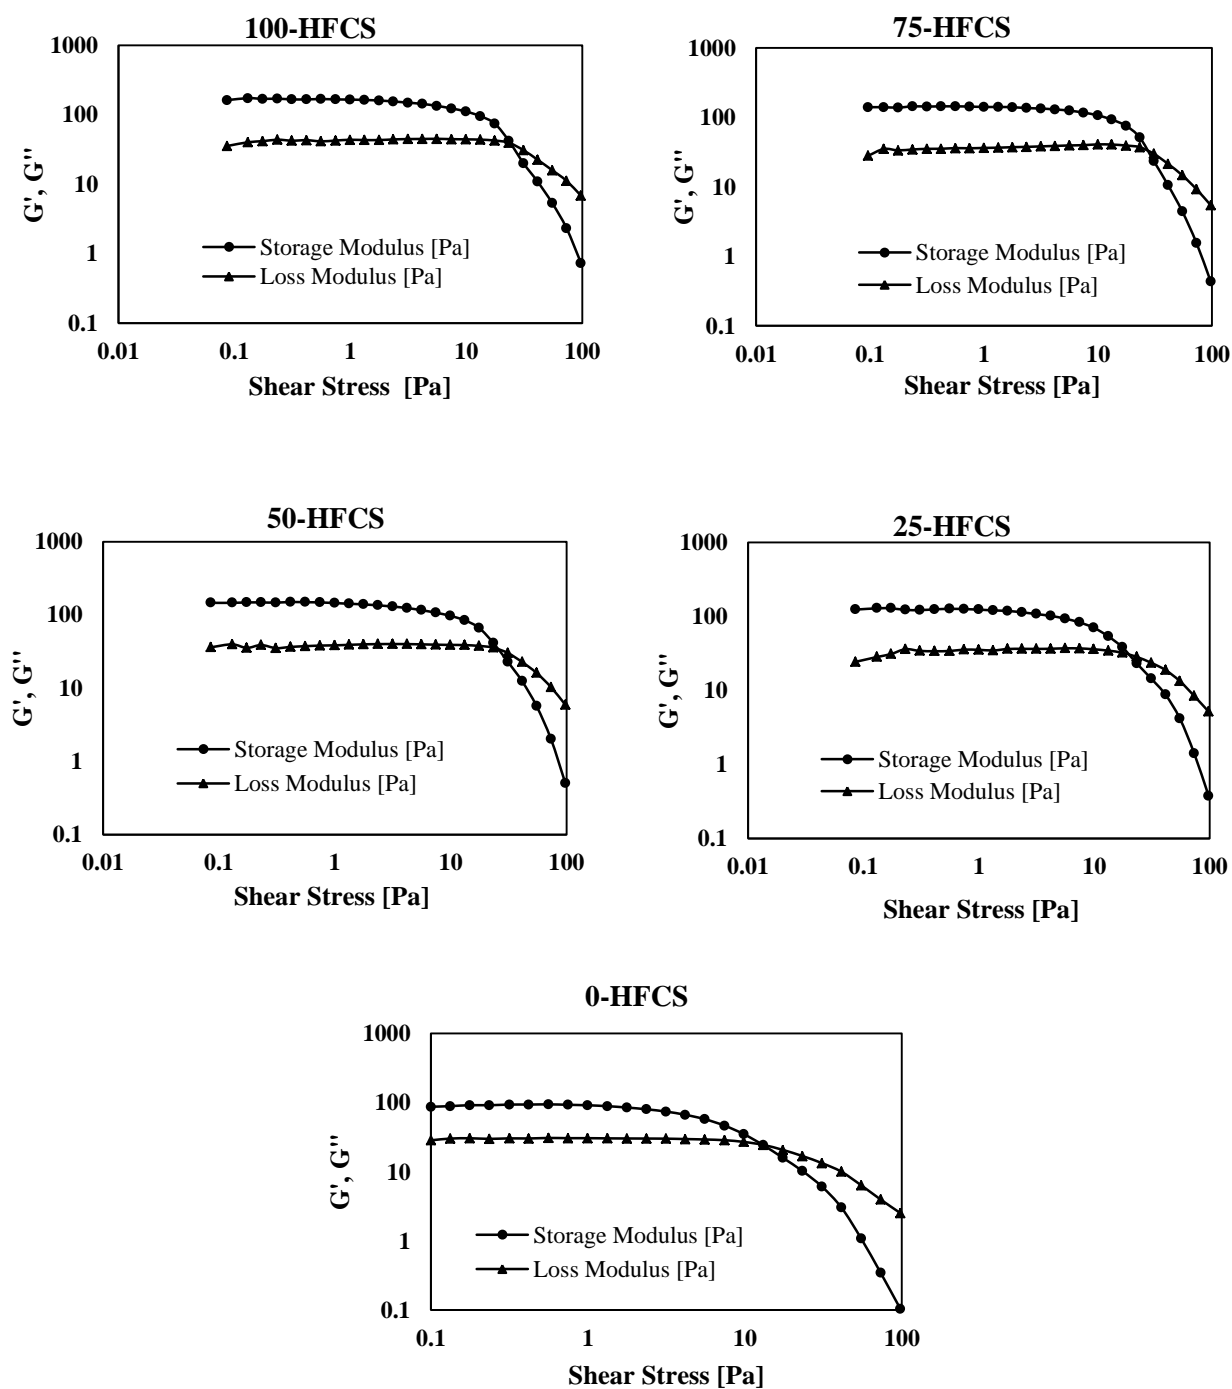 100-HFCS
1000
100
10
1
0.1
G', G''
Storage Modulus [Pa]
Loss Modulus [Pa]
0.01 0.1 1 10 100
Shear Stress [Pa]
75-HFCS
1000
100
10
1
0.1
G', G''
Storage Modulus [Pa]
Loss Modulus [Pa]
0.01 0.1 1 10 100
Shear Stress [Pa]
50-HFCS
1000
100
10
1
0.1
G', G''
Storage Modulus [Pa]
Loss Modulus [Pa]
0.01 0.1 1 10 100
Shear Stress [Pa]
25-HFCS
1000
100
10
1
0.1
G', G''
Storage Modulus [Pa]
Loss Modulus [Pa]
0.01 0.1 1 10 100
Shear Stress [Pa]
0-HFCS
1000
100
10
1
0.1
G', G''
Storage Modulus [Pa]
Loss Modulus [Pa]
0.1 1 10 100
Shear Stress [Pa]